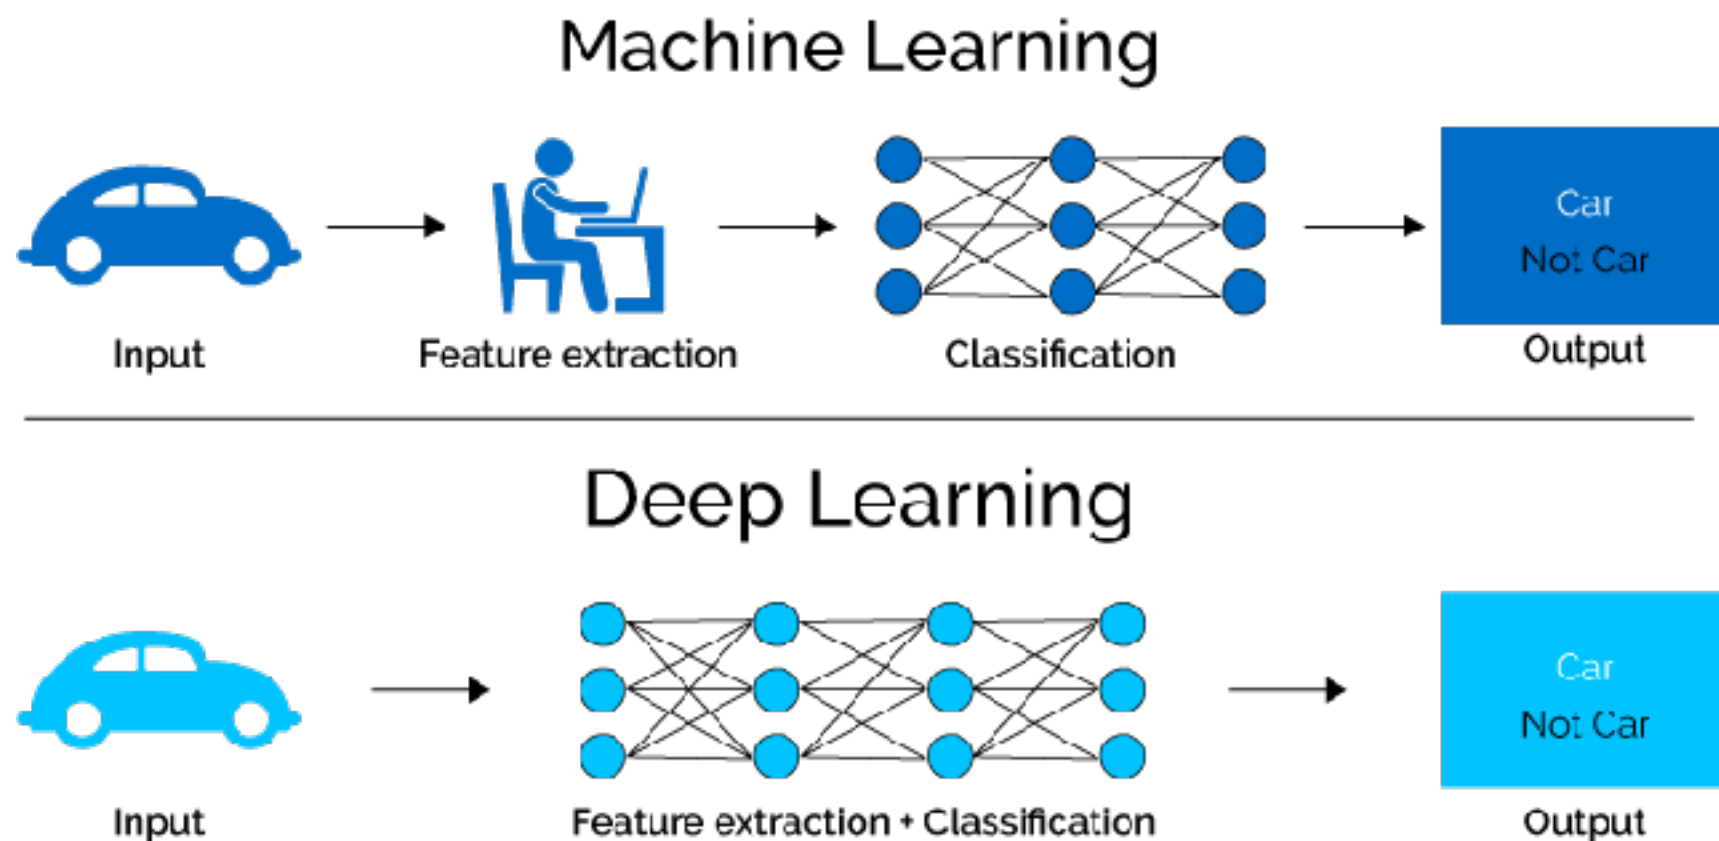 Machine Learning
Car
Not Car
Input
Feature extraction
Classification
Output
Deep Learning
Car
Not Car
Input
Feature extraction + Classification
Output